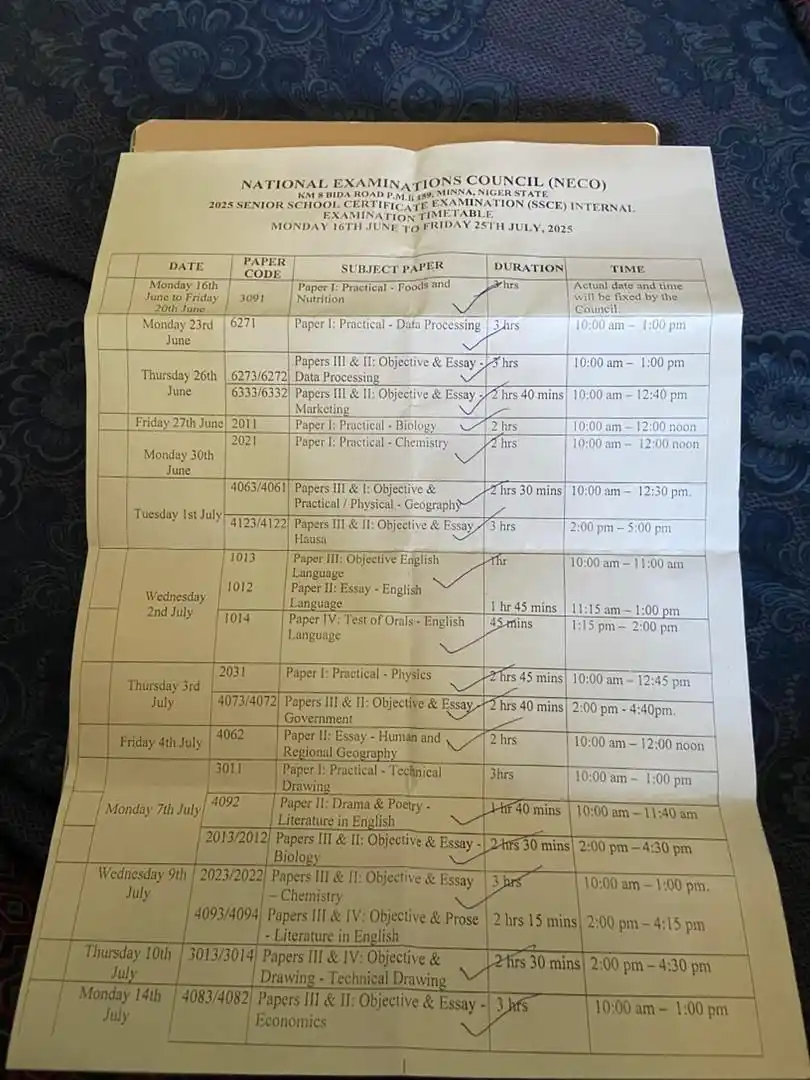 NATIONAL EXAMINATIONS COUNCIL (NECO)
KM 8 BIDA ROAD P.M.B 159, MINNA, NIGER STATE
2025 SENIOR SCHOOL CERTIFICATE EXAMINATION (SSCE) INTERNAL
EXAMINATION TIMETABLE
MONDAY 16TH JUNE TO FRIDAY 25TH JULY, 2025
DATE PAPER CODE SUBJECT PAPER DURATION TIME
Monday 16th June to Friday 20th June 3091 Paper I: Practical - Foods and Nutrition 3hrs Actual date and time will be fixed by the Council.
Monday 23rd June 6271 Paper I: Practical - Data Processing 3 hrs 10:00 am – 1:00 pm
Thursday 26th June 6273/6272 Papers III & II: Objective & Essay - Data Processing 3 hrs 10:00 am – 1:00 pm
6333/6332 Papers III & II: Objective & Essay - Marketing 2 hrs 40 mins 10:00 am – 12:40 pm
Friday 27th June 2011 Paper I: Practical - Biology 2 hrs 10:00 am – 12:00 noon
Monday 30th June 2021 Paper I: Practical - Chemistry 2 hrs 10:00 am – 12:00 noon
Tuesday 1st July 4063/4061 Papers III & I: Objective & Practical / Physical - Geography 2 hrs 30 mins 10:00 am – 12:30 pm.
4123/4122 Papers III & II: Objective & Essay Hausa 3 hrs 2:00 pm – 5:00 pm
Wednesday 2nd July 1013 Paper III: Objective English Language 1hr 10:00 am – 11:00 am
1012 Paper II: Essay - English Language 1 hr 45 mins 11:15 am – 1:00 pm
1014 Paper IV: Test of Orals - English Language 45 mins 1:15 pm – 2:00 pm
Thursday 3rd July 2031 Paper I: Practical - Physics 2 hrs 45 mins 10:00 am – 12:45 pm
4073/4072 Papers III & II: Objective & Essay Government 2 hrs 40 mins 2:00 pm - 4:40pm.
Friday 4th July 4062 Paper II: Essay - Human and Regional Geography 2 hrs 10:00 am – 12:00 noon
Monday 7th July 3011 Paper I: Practical - Technical Drawing 3hrs 10:00 am – 1:00 pm
4092 Paper II: Drama & Poetry - Literature in English 1 hr 40 mins 10:00 am – 11:40 am
2013/2012 Papers III & II: Objective & Essay - Biology 2 hrs 30 mins 2:00 pm – 4:30 pm
Wednesday 9th July 2023/2022 Papers III & II: Objective & Essay – Chemistry 3 hrs 10:00 am – 1:00 pm.
4093/4094 Papers III & IV: Objective & Prose - Literature in English 2 hrs 15 mins 2:00 pm – 4:15 pm
Thursday 10th July 3013/3014 Papers III & IV: Objective & Drawing - Technical Drawing 2 hrs 30 mins 2:00 pm – 4:30 pm
Monday 14th July 4083/4082 Papers III & II: Objective & Essay - Economics 3 hrs 10:00 am – 1:00 pm